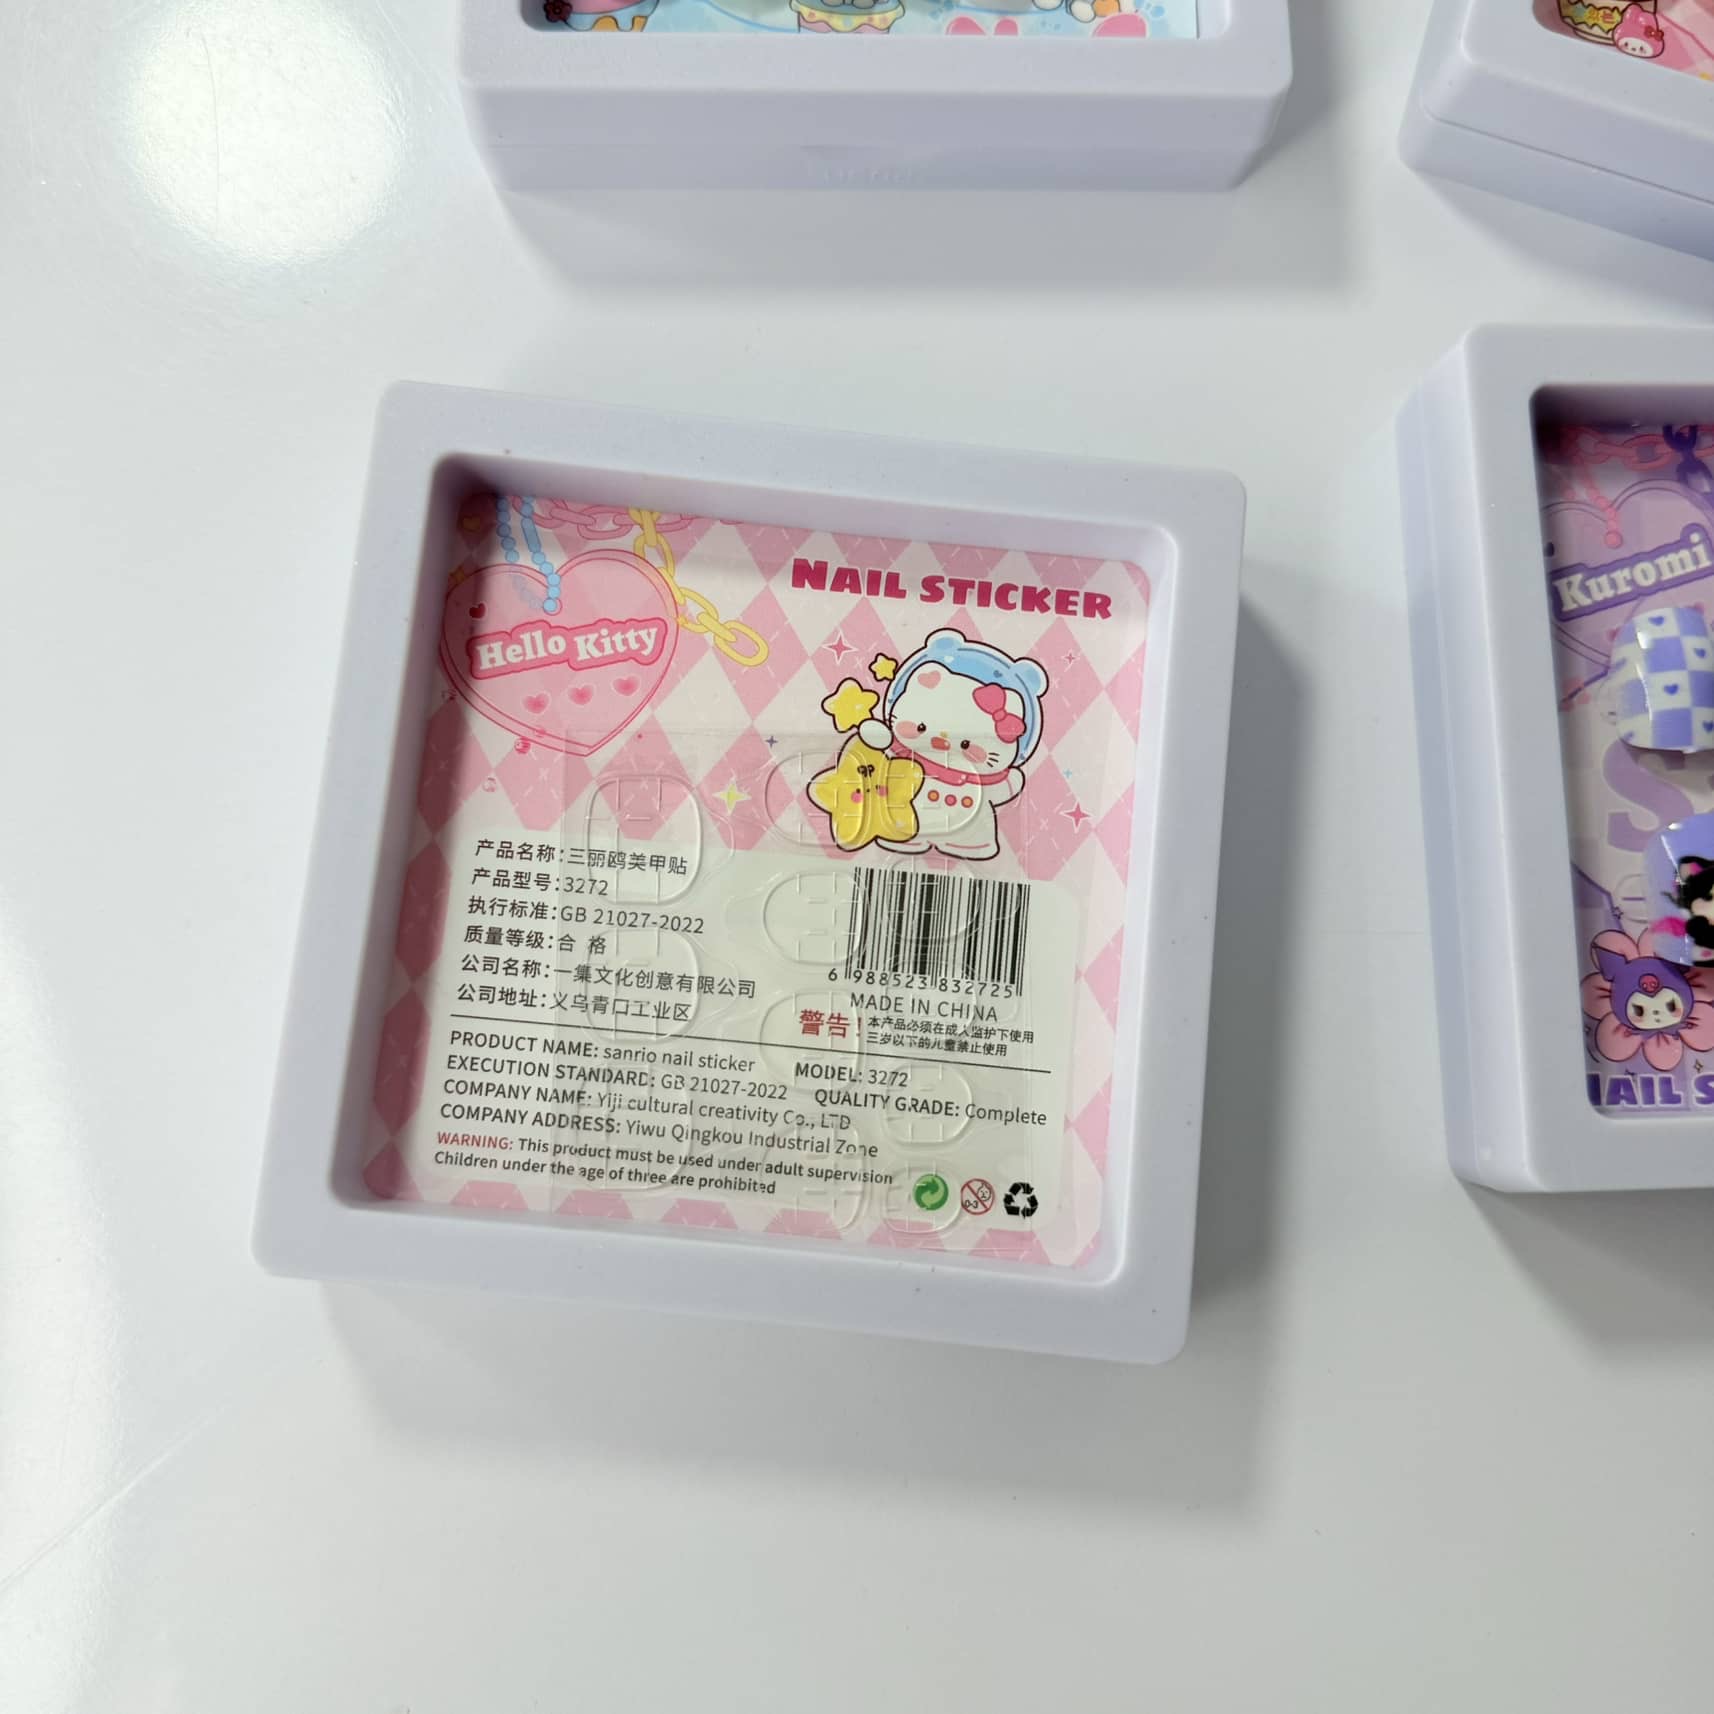 NAIL STICKER
Hello Kitty
产品名称:三丽鸥美甲贴
产品型号:3272
执行标准:GB 21027-2022
质量等级:合 格
公司名称:一集文化创意有限公司
公司地址:义乌青口工业区
6 988523 832725
MADE IN CHINA
警告!
本产品必须在成人监护下使用
三岁以下的儿童禁止使用
PRODUCT NAME: sanrio nail sticker
MODEL: 3272
EXECUTION STANDARD: GB 21027-2022
QUALITY GRADE: Complete
COMPANY NAME: Yiji cultural creativity Co., LTD
COMPANY ADDRESS: Yiwu Qingkou Industrial Zone
WARNING: This product must be used under adult supervision
Children under the age of three are prohibited
0-3
Kuromi
NAIL S